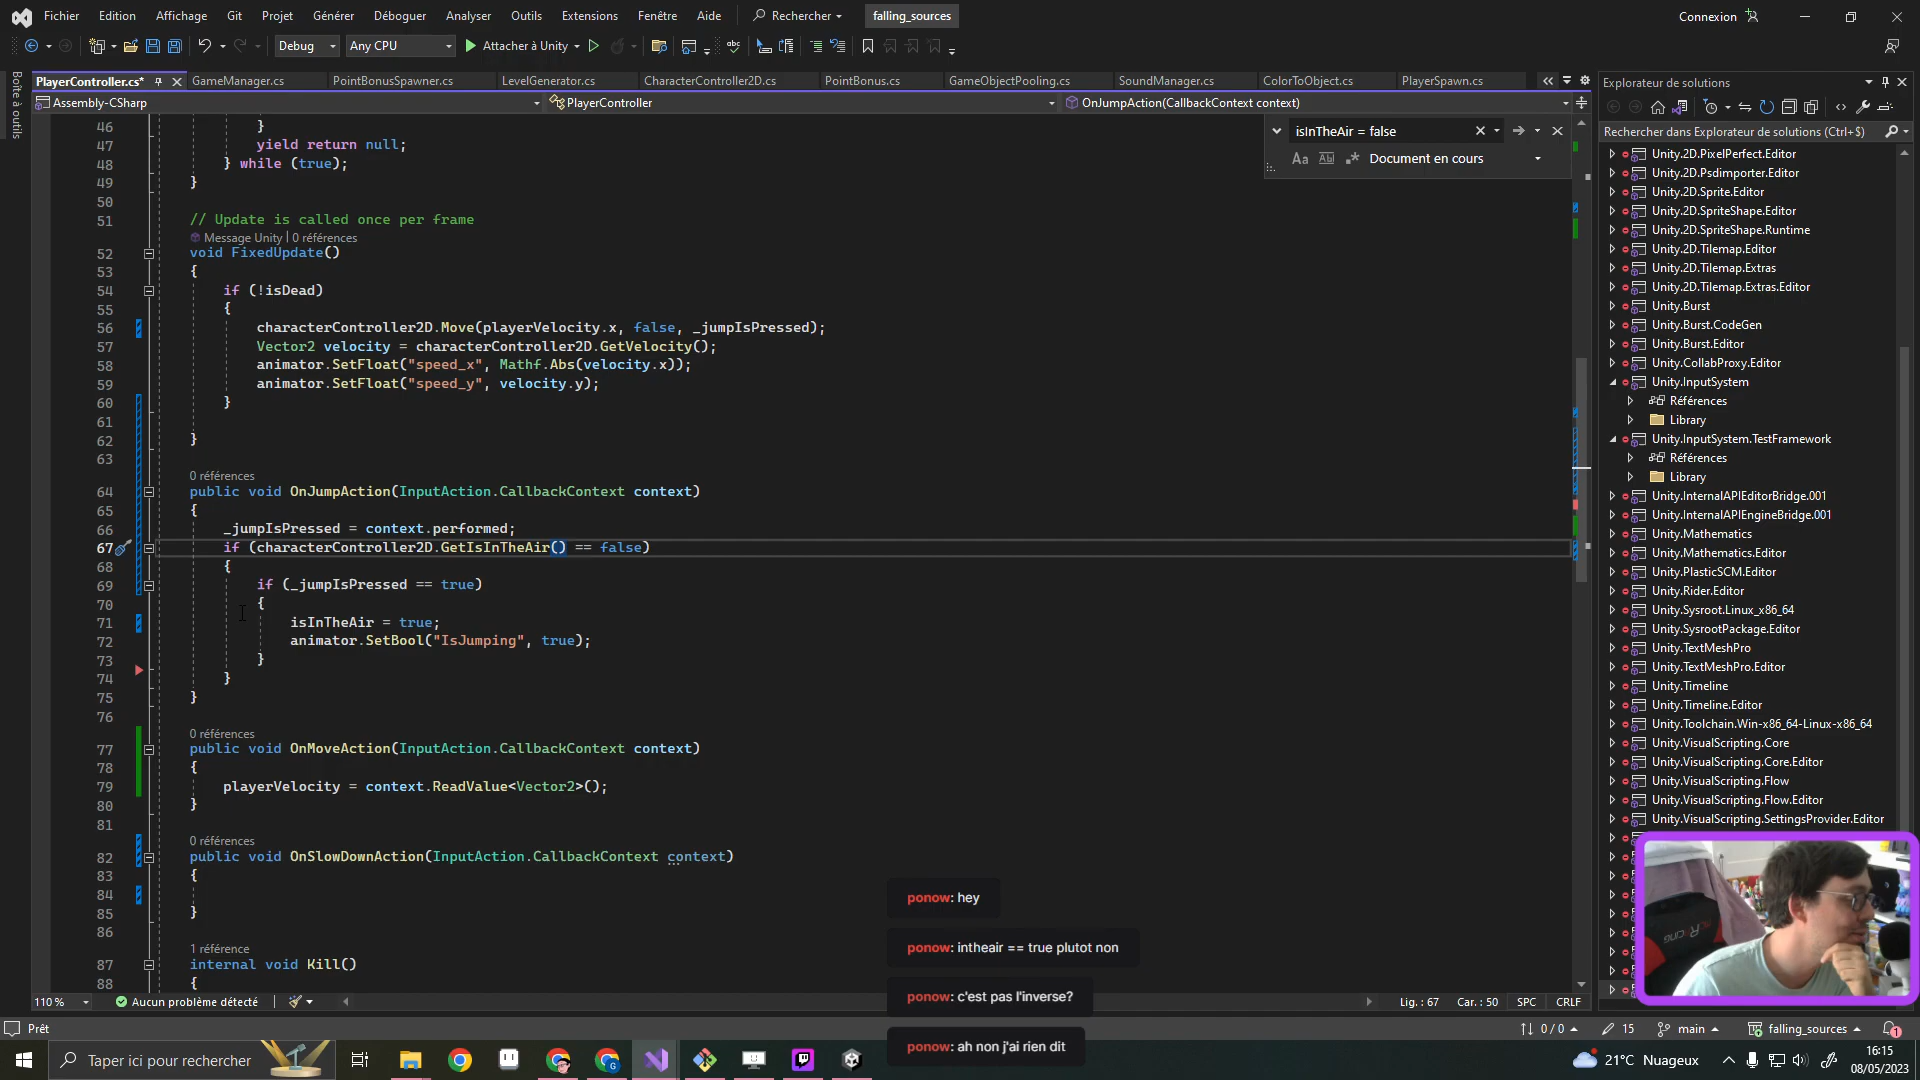 Fichier Edition Affichage Git Projet Générer Déboguer Analyser Outils Extensions Fenêtre Aide Rechercher falling_sources Connexion
Debug Any CPU Attacher à Unity
PlayerController.cs* GameManager.cs PointBonusSpawner.cs LevelGenerator.cs CharacterController2D.cs PointBonus.cs GameObjectPooling.cs SoundManager.cs ColorToObject.cs PlayerSpawn.cs
Assembly-CSharp PlayerController OnJumpAction(CallbackContext context)
Boîte à outils
isInTheAir = false
Aa Ab Document en cours
46 }
47 yield return null;
48 } while (true);
49 }
50
51 // Update is called once per frame
Message Unity | 0 références
52 void FixedUpdate()
53 {
54 if (!isDead)
55 {
56 characterController2D.Move(playerVelocity.x, false, _jumpIsPressed);
57 Vector2 velocity = characterController2D.GetVelocity();
58 animator.SetFloat("speed_x", Mathf.Abs(velocity.x));
59 animator.SetFloat("speed_y", velocity.y);
60 }
61
62 }
63
0 références
64 public void OnJumpAction(InputAction.CallbackContext context)
65 {
66 _jumpIsPressed = context.performed;
67 if (characterController2D.GetIsInTheAir() == false)
68 {
69 if (_jumpIsPressed == true)
70 {
71 isInTheAir = true;
72 animator.SetBool("IsJumping", true);
73 }
74 }
75 }
76
0 références
77 public void OnMoveAction(InputAction.CallbackContext context)
78 {
79 playerVelocity = context.ReadValue<Vector2>();
80 }
81
0 références
82 public void OnSlowDownAction(InputAction.CallbackContext context)
83 {
84
85 }
86
1 référence
87 internal void Kill()
88 {
Explorateur de solutions
Rechercher dans Explorateur de solutions (Ctrl+$)
Unity.2D.PixelPerfect.Editor
Unity.2D.Psdimporter.Editor
Unity.2D.Sprite.Editor
Unity.2D.SpriteShape.Editor
Unity.2D.SpriteShape.Runtime
Unity.2D.Tilemap.Editor
Unity.2D.Tilemap.Extras
Unity.2D.Tilemap.Extras.Editor
Unity.Burst
Unity.Burst.CodeGen
Unity.Burst.Editor
Unity.CollabProxy.Editor
Unity.InputSystem
Références
Library
Unity.InputSystem.TestFramework
Références
Library
Unity.InternalAPIEditorBridge.001
Unity.InternalAPIEngineBridge.001
Unity.Mathematics
Unity.Mathematics.Editor
Unity.PlasticSCM.Editor
Unity.Rider.Editor
Unity.Sysroot.Linux_x86_64
Unity.SysrootPackage.Editor
Unity.TextMeshPro
Unity.TextMeshPro.Editor
Unity.Timeline
Unity.Timeline.Editor
Unity.Toolchain.Win-x86_64-Linux-x86_64
Unity.VisualScripting.Core
Unity.VisualScripting.Core.Editor
Unity.VisualScripting.Flow
Unity.VisualScripting.Flow.Editor
Unity.VisualScripting.SettingsProvider.Editor
ponow: hey
ponow: intheair == true plutot non
ponow: c'est pas l'inverse?
ponow: ah non j'ai rien dit
110 % Aucun problème détecté Lig. : 67 Car. : 50 SPC CRLF
Prêt 0 / 0 15 main falling_sources 1
Taper ici pour rechercher 21°C Nuageux 16:15
08/05/2023